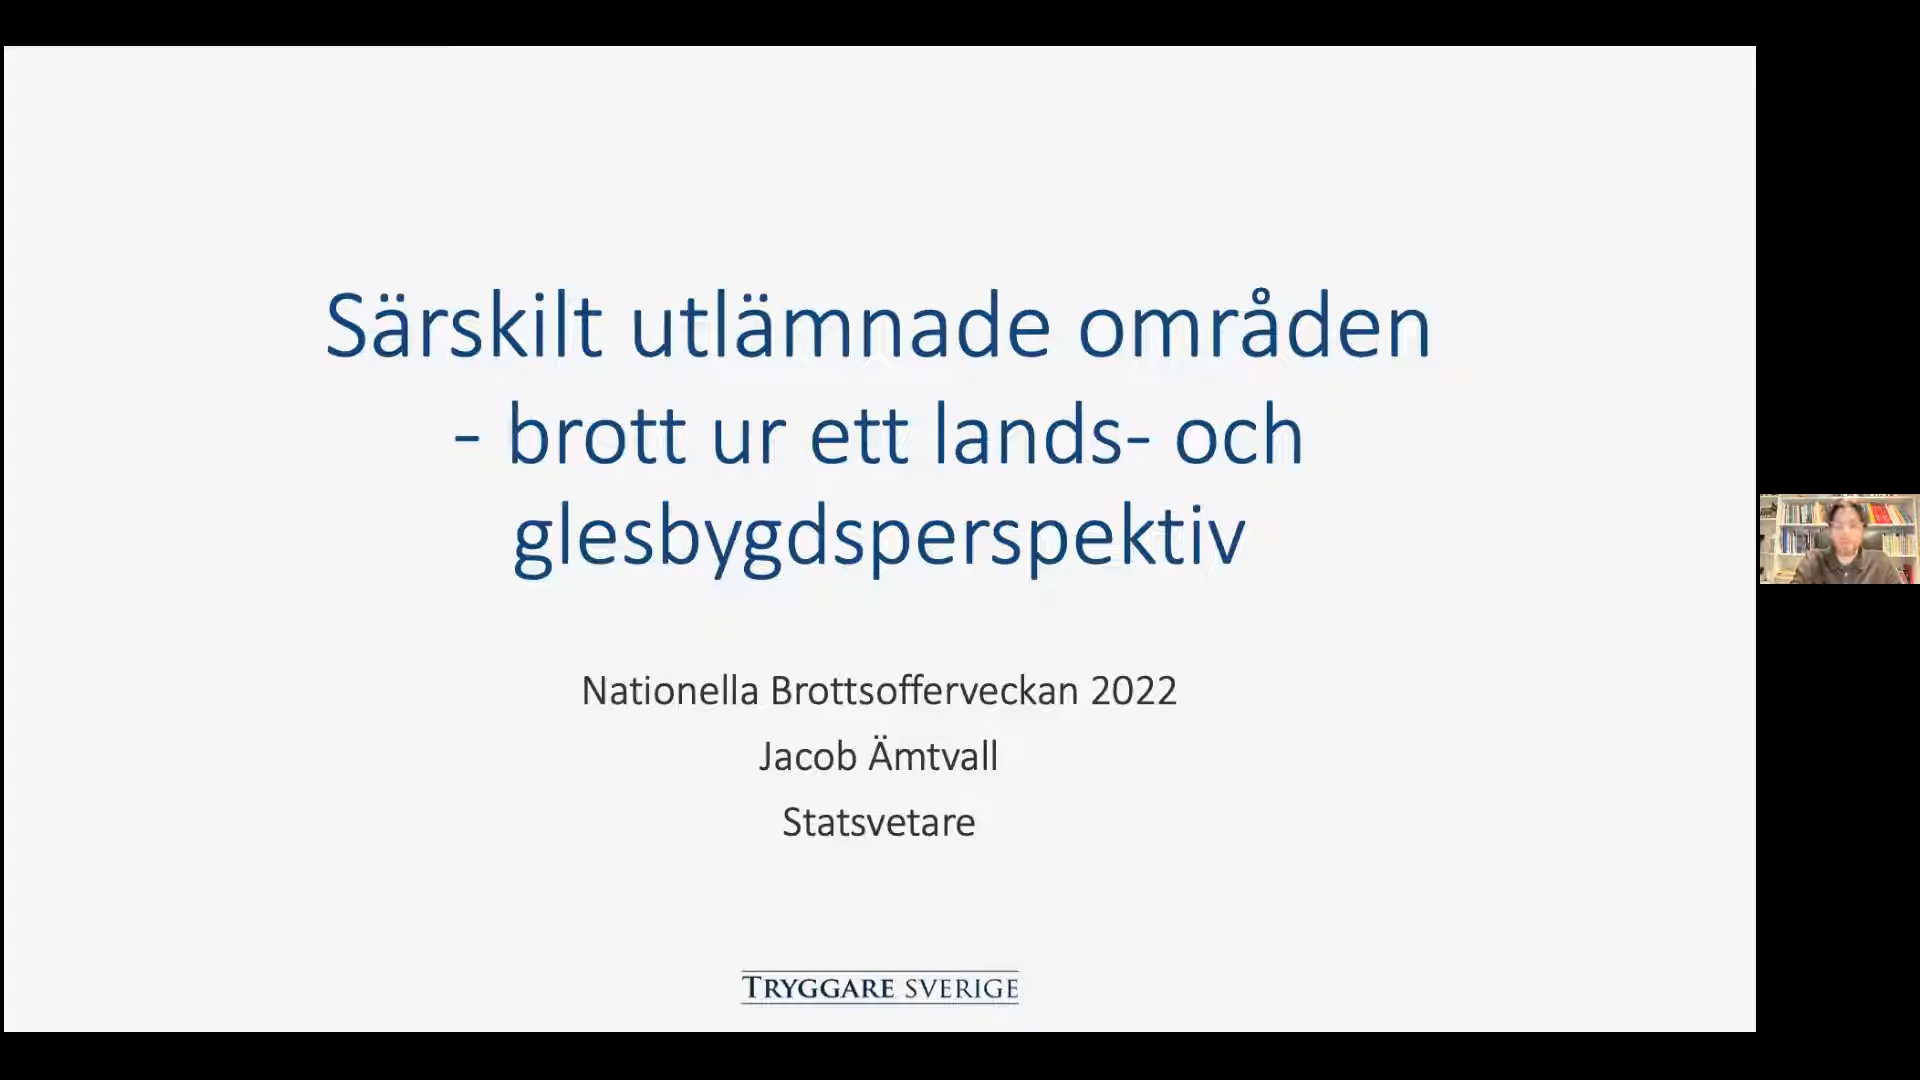 Särskilt utlämnade områden
- brott ur ett lands- och
glesbygdsperspektiv
Nationella Brottsofferveckan 2022
Jacob Ämtvall
Statsvetare
TRYGGARE SVERIGE